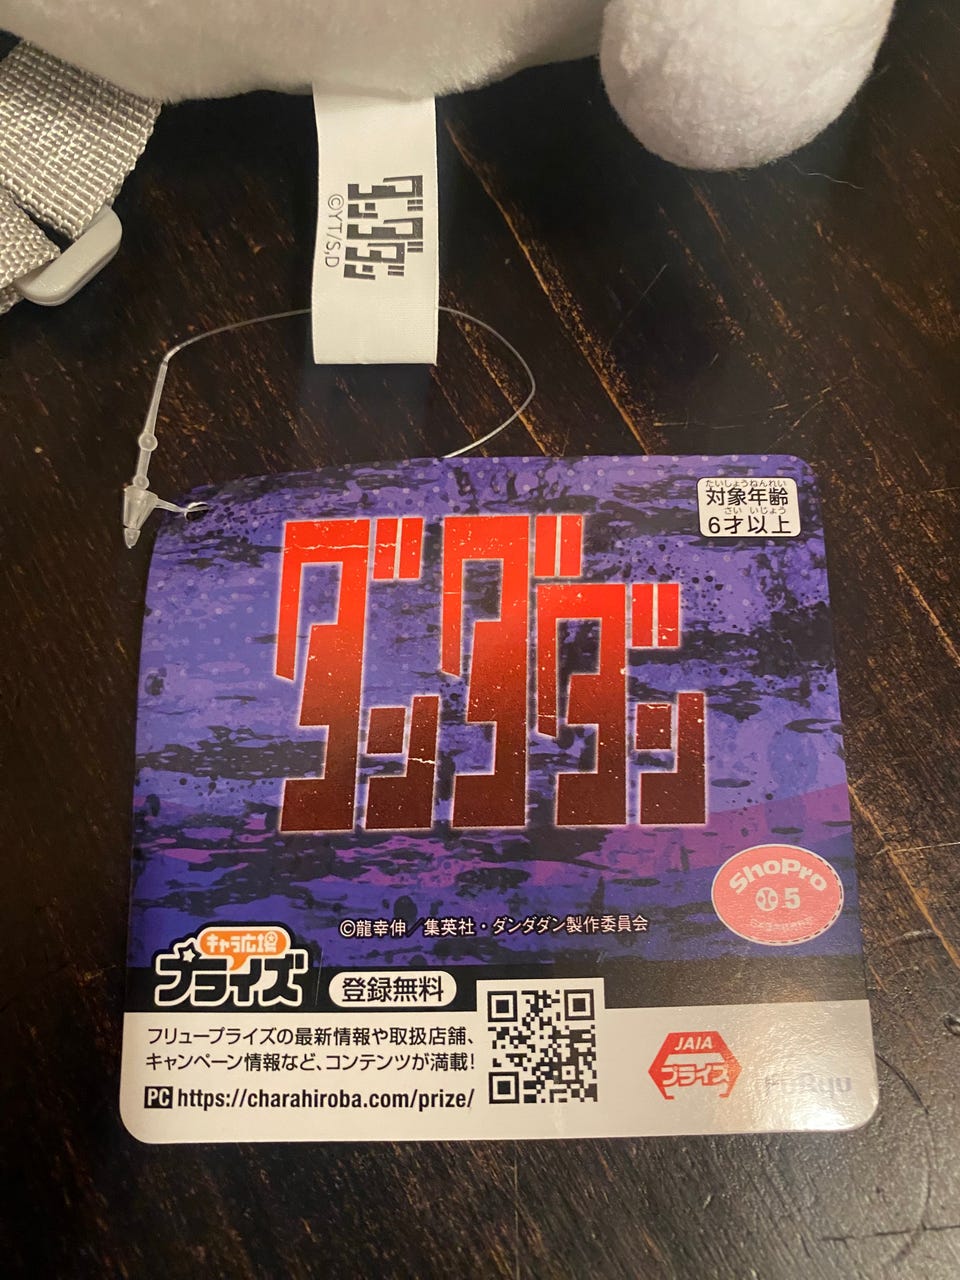 ダンダダン
©YT/S,D
たいしょうねんれい
対象年齢
さい いじょう
6才以上
ダンダダン
ShoPro
5
©龍幸伸／集英社・ダンダダン製作委員会
キャラ広場
プライズ
登録無料
フリュープライズの最新情報や取扱店舗、
キャンペーン情報など、コンテンツが満載!
PC https://charahiroba.com/prize/
JAIA
プライズ
FuRyu